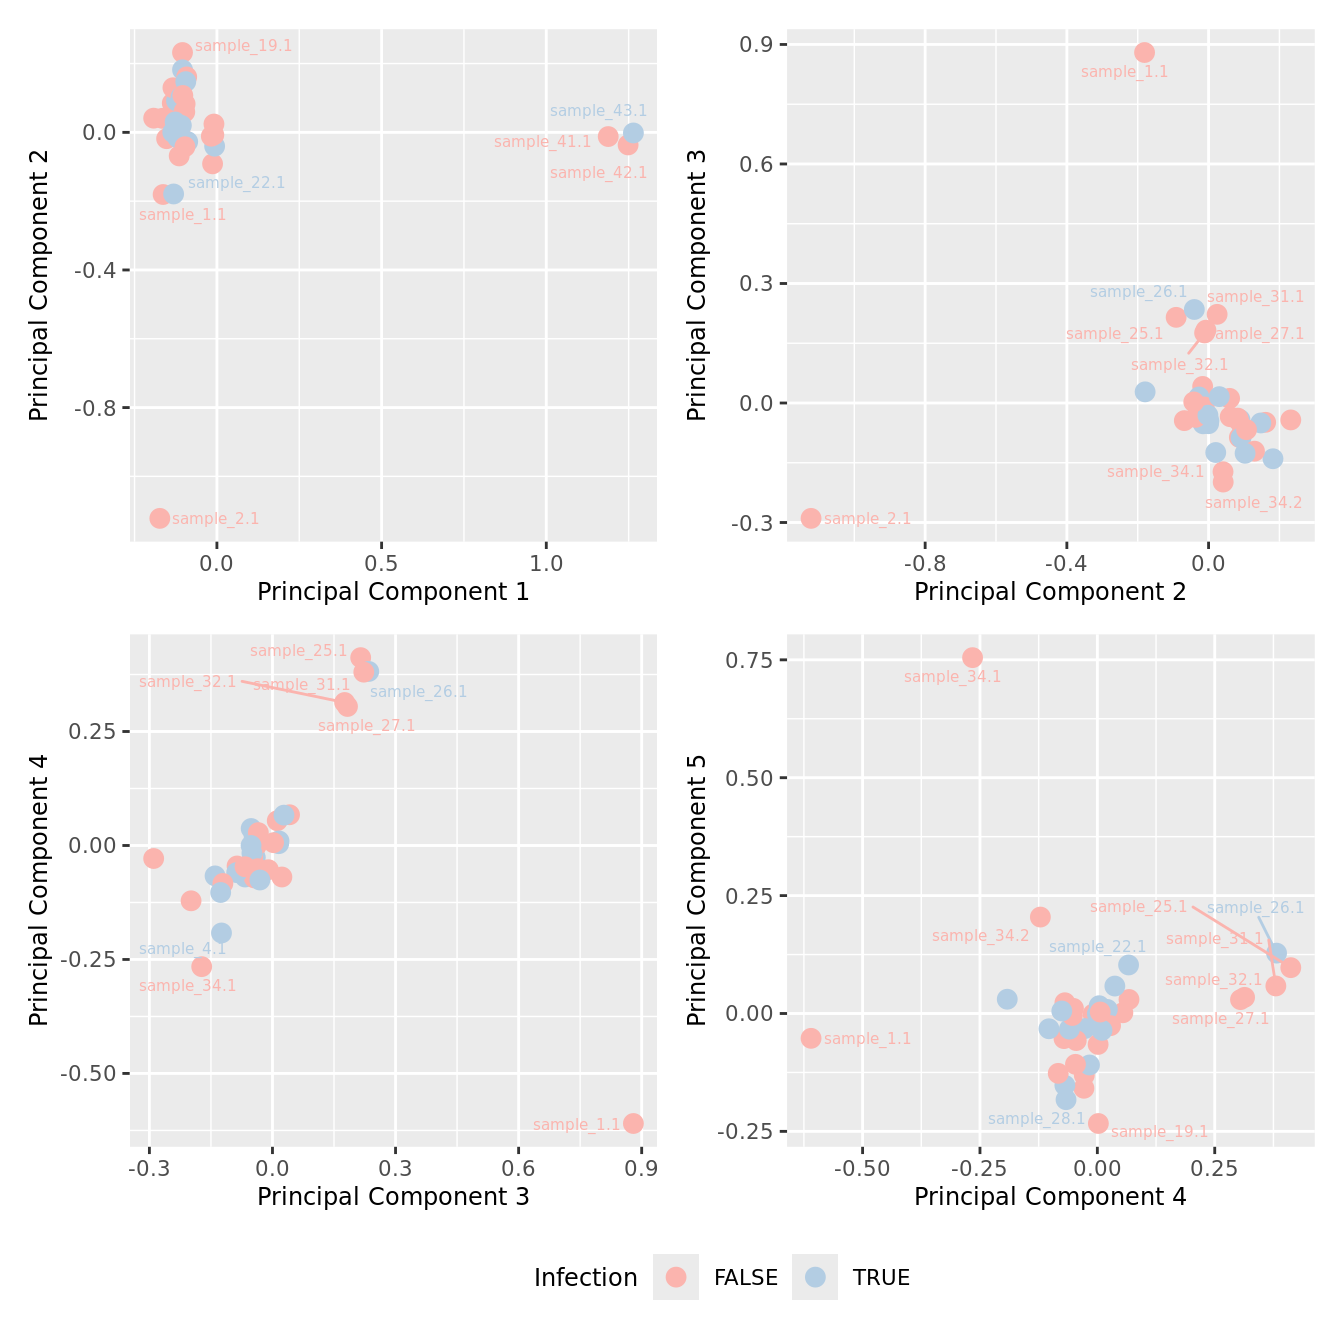 sample_19.1
sample_43.1
sample_41.1
sample_42.1
sample_22.1
sample_1.1
sample_2.1
0.0
-0.4
-0.8
0.0
0.5
1.0
Principal Component 2
Principal Component 1
sample_1.1
sample_26.1
sample_31.1
sample_25.1
sample_27.1
sample_32.1
sample_34.1
sample_34.2
sample_2.1
0.9
0.6
0.3
0.0
-0.3
-0.8
-0.4
0.0
Principal Component 3
Principal Component 2
sample_25.1
sample_32.1
sample_31.1
sample_26.1
sample_27.1
sample_4.1
sample_34.1
sample_1.1
0.25
0.00
-0.25
-0.50
-0.3
0.0
0.3
0.6
0.9
Principal Component 4
Principal Component 3
sample_34.1
sample_25.1
sample_26.1
sample_34.2
sample_22.1
sample_31.1
sample_32.1
sample_27.1
sample_1.1
sample_28.1
sample_19.1
0.75
0.50
0.25
0.00
-0.25
-0.50
-0.25
0.00
0.25
Principal Component 5
Principal Component 4
Infection FALSE TRUE